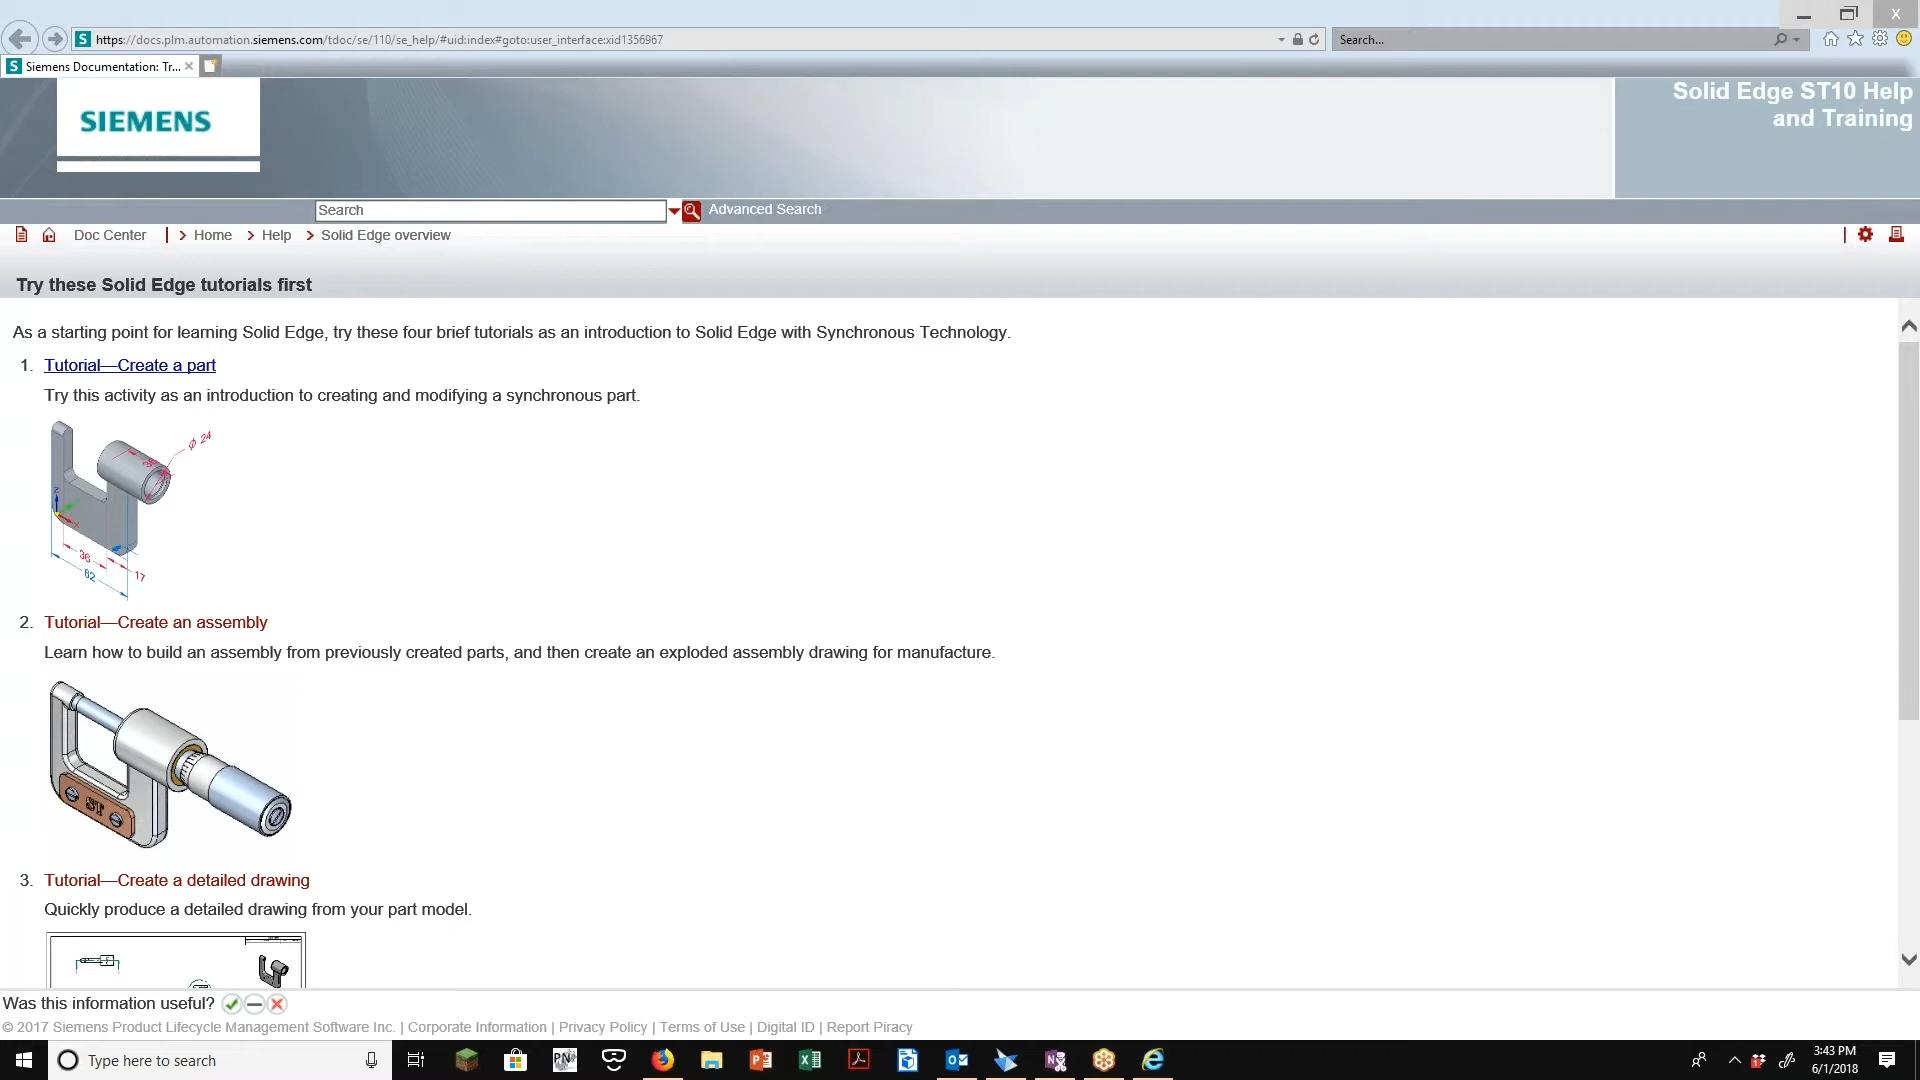 https://docs.plm.automation.siemens.com/tdoc/se/110/se_help/#uid:index#goto:user_interface:xid1356967
Search...
Siemens Documentation: Tr...
SIEMENS
Solid Edge ST10 Help
and Training
Search
Advanced Search
Doc Center | > Home > Help > Solid Edge overview
Try these Solid Edge tutorials first
As a starting point for learning Solid Edge, try these four brief tutorials as an introduction to Solid Edge with Synchronous Technology.
1. Tutorial—Create a part
Try this activity as an introduction to creating and modifying a synchronous part.
ϕ 24
36
Z
X
36
17
62
2. Tutorial—Create an assembly
Learn how to build an assembly from previously created parts, and then create an exploded assembly drawing for manufacture.
ST
3. Tutorial—Create a detailed drawing
Quickly produce a detailed drawing from your part model.
Was this information useful?
© 2017 Siemens Product Lifecycle Management Software Inc. | Corporate Information | Privacy Policy | Terms of Use | Digital ID | Report Piracy
Type here to search
3:43 PM
6/1/2018